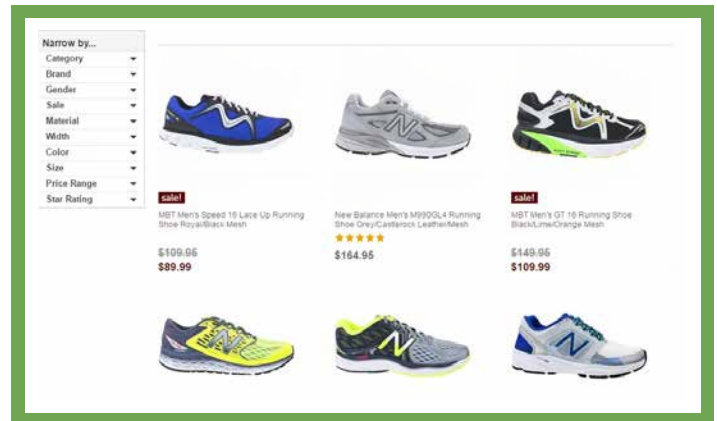 Narrow by...
Category
Brand
Gender
Sale
Material
Width
Color
Size
Price Range
Star Rating
sale!
MBT Men's Speed 16 Lace Up Running
Shoe Royal/Black Mesh
$109.95
$89.99
New Balance Men's M990GL4 Running
Shoe Grey/Castlerock Leather/Mesh
$164.95
sale!
MBT Men's GT 16 Running Shoe
Black/Lime/Orange Mesh
$149.95
$109.99